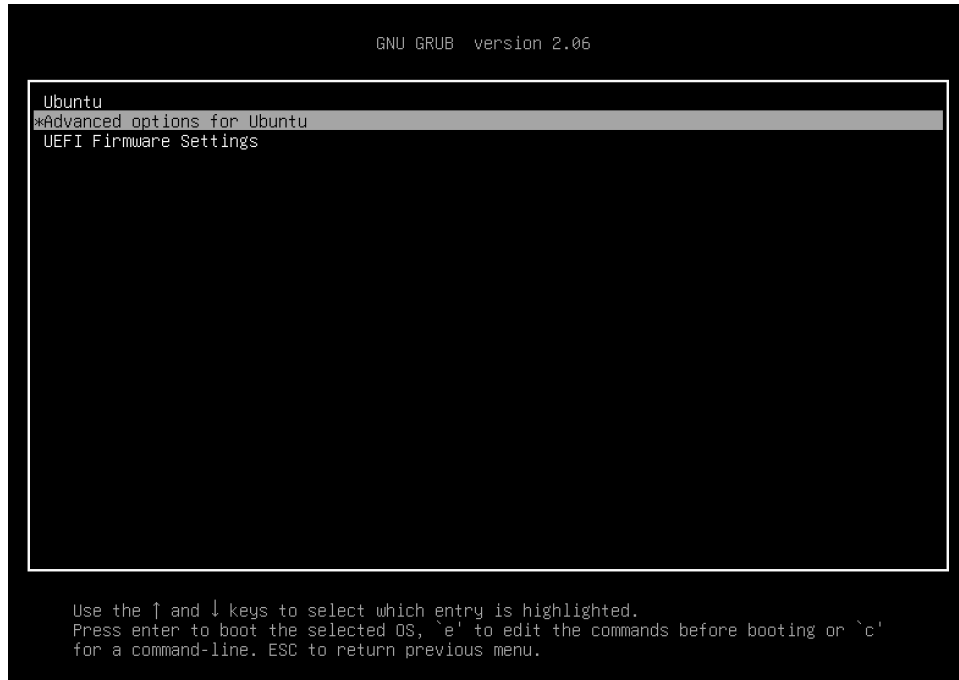 GNU GRUB  version 2.06
Ubuntu
*Advanced options for Ubuntu
UEFI Firmware Settings
Use the ↑ and ↓ keys to select which entry is highlighted.
Press enter to boot the selected OS, `e' to edit the commands before booting or `c'
for a command-line. ESC to return previous menu.